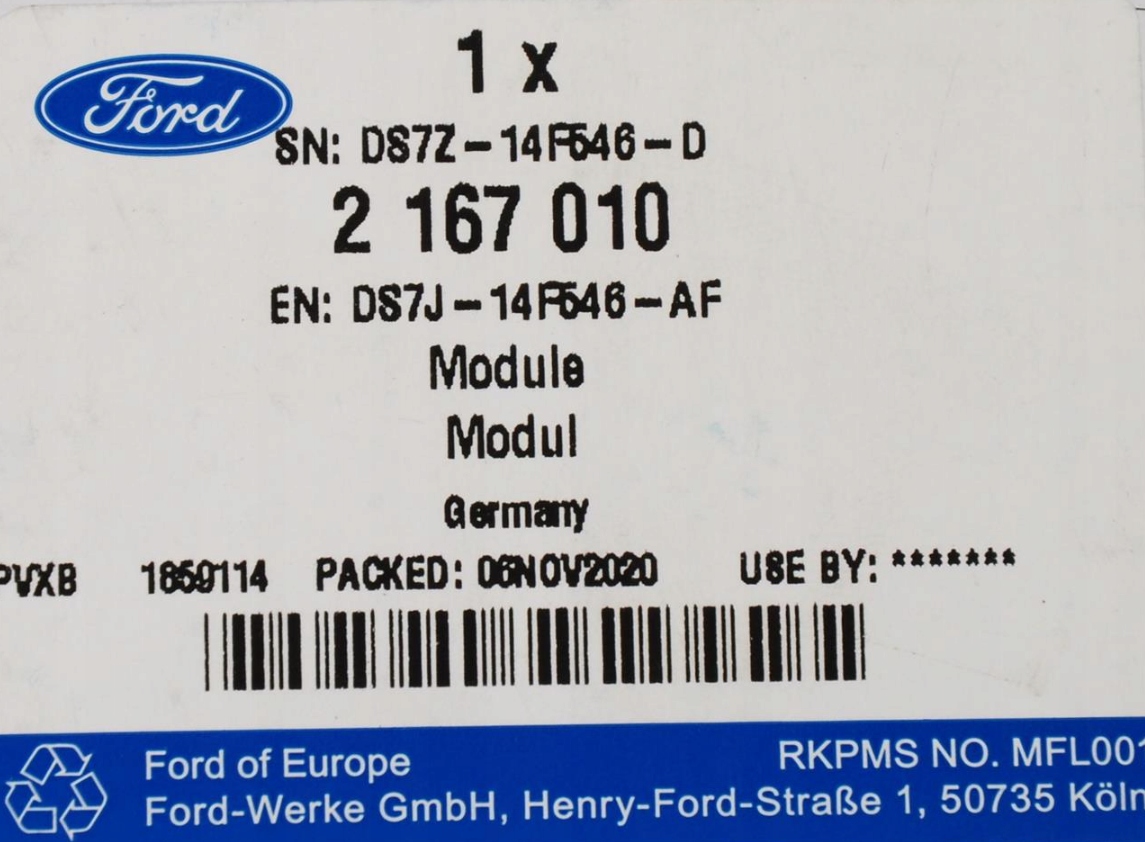 1 x
Ford
SN: DS7Z-14F546-D
2 167 010
EN: DS7J-14F546-AF
Module
Modul
Germany
PVXB 1859114 PACKED: 06NOV2020 USE BY: *******
Ford of Europe RKPMS NO. MFL001
Ford-Werke GmbH, Henry-Ford-Straße 1, 50735 Köln